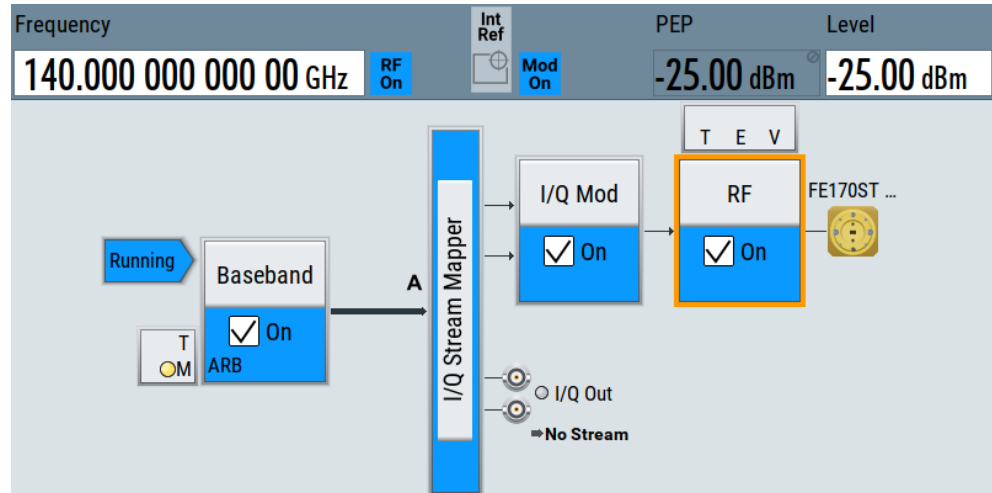 Frequency
Int
Ref
PEP
Level
140.000 000 000 00 GHz
RF
On
Mod
On
-25.00 dBm
-25.00 dBm
T E V
I/Q Mod
On
RF
On
FE170ST ...
Running
Baseband
On
ARB
T
M
A
I/Q Stream Mapper
I/Q Out
No Stream